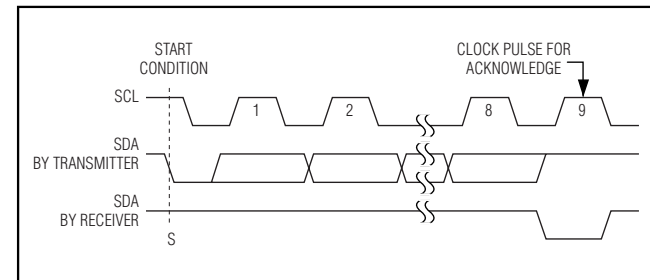 START
CONDITION
CLOCK PULSE FOR
ACKNOWLEDGE
SCL
1
2
8
9
SDA
BY TRANSMITTER
SDA
BY RECEIVER
S